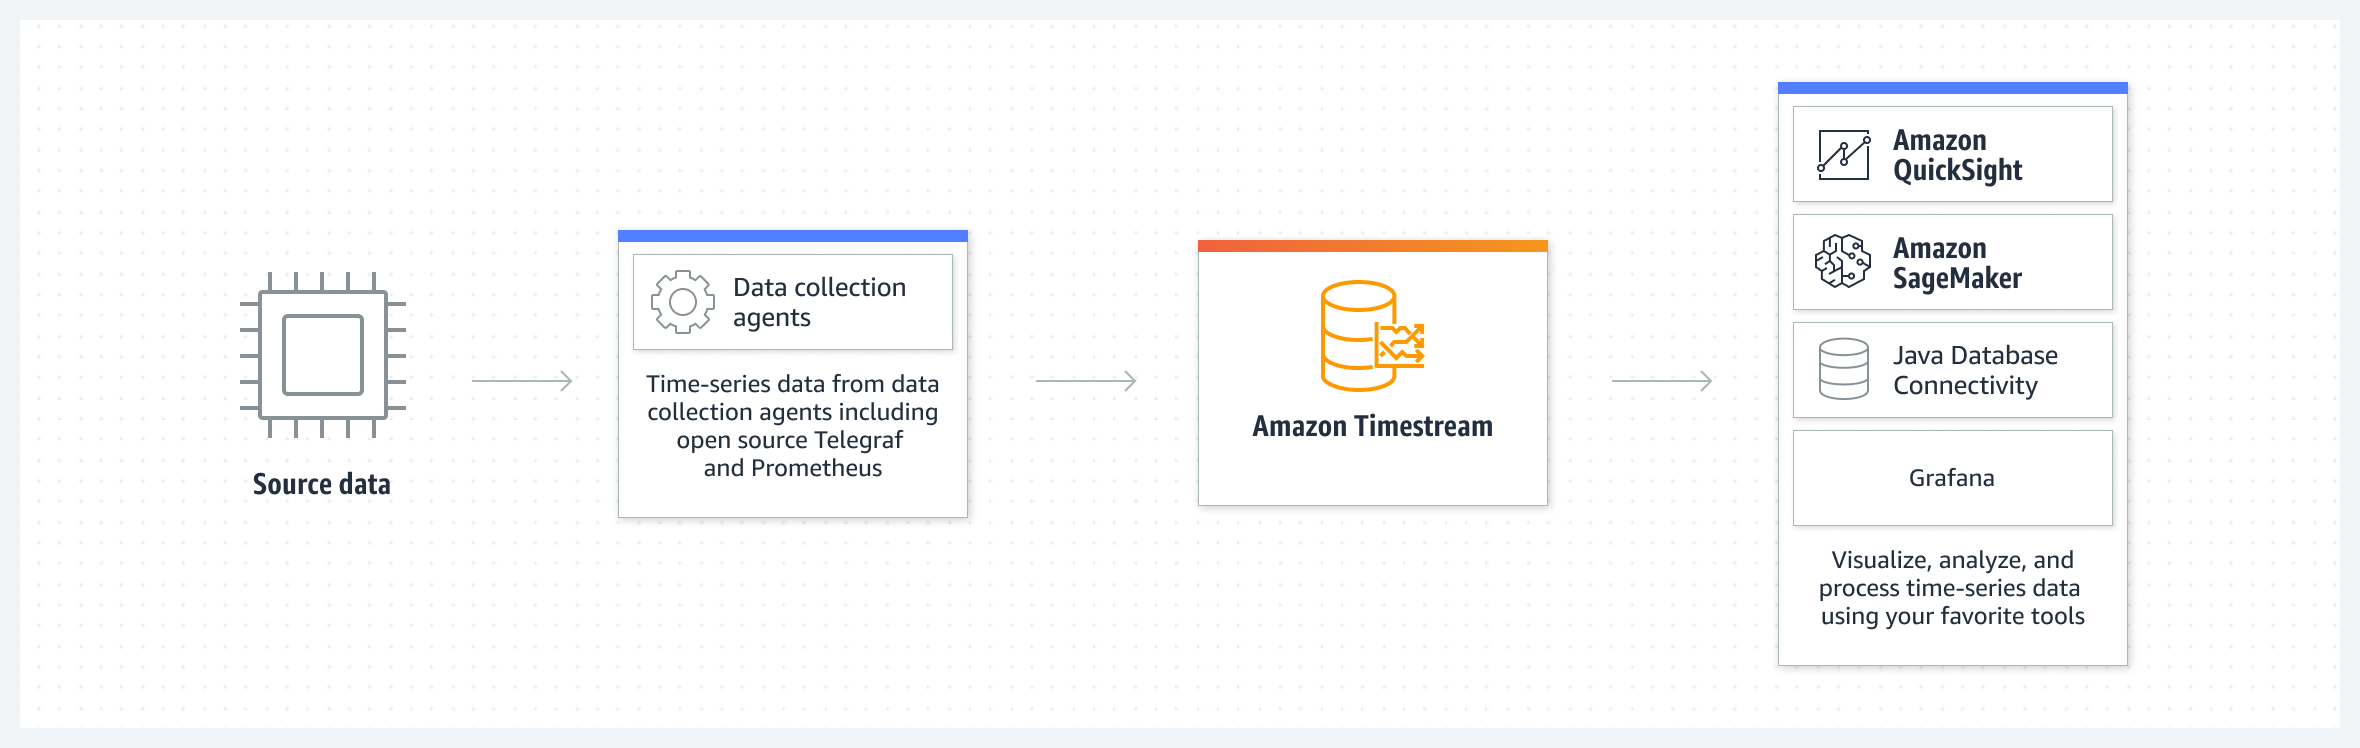 Source data
Data collection
agents
Time-series data from data
collection agents including
open source Telegraf
and Prometheus
Amazon Timestream
Amazon
QuickSight
Amazon
SageMaker
Java Database
Connectivity
Grafana
Visualize, analyze, and
process time-series data
using your favorite tools